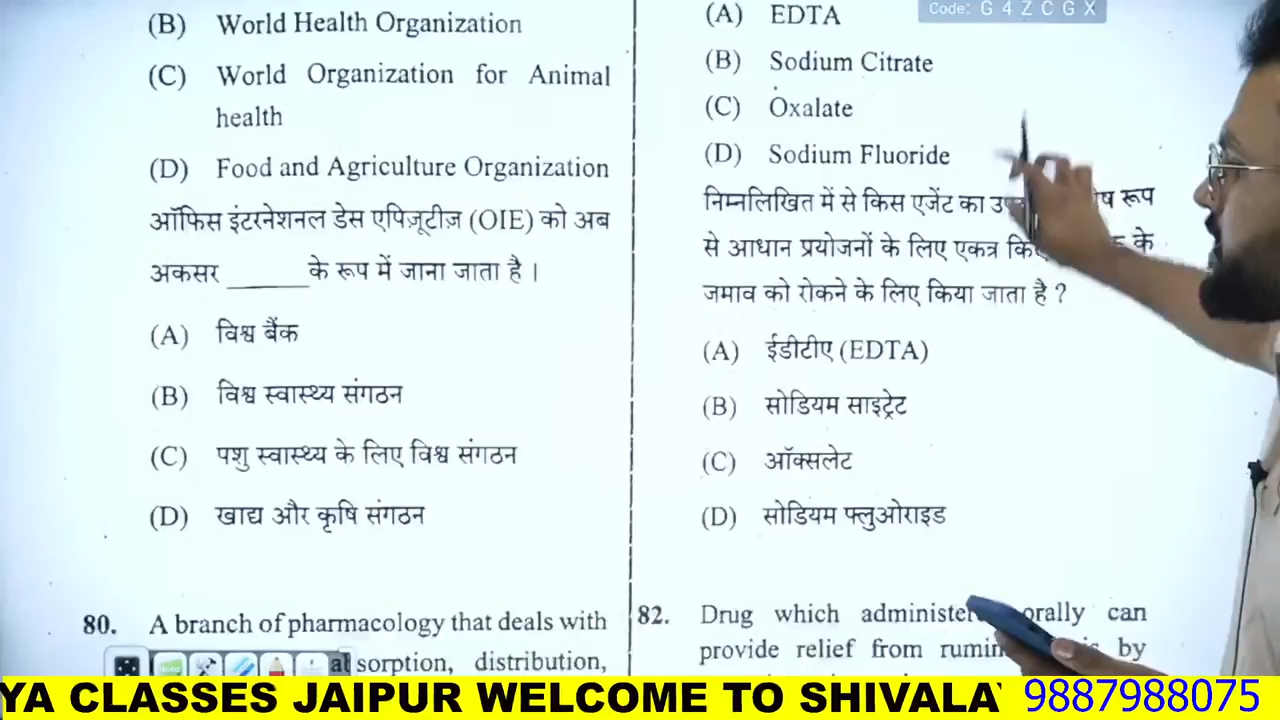 (B) World Health Organization
(C) World Organization for Animal
health
(D) Food and Agriculture Organization
ऑफिस इंटरनेशनल डेस एपिज़ूटीज़ (OIE) को अब
अकसर ______ के रूप में जाना जाता है ।
(A) विश्व बैंक
(B) विश्व स्वास्थ्य संगठन
(C) पशु स्वास्थ्य के लिए विश्व संगठन
(D) खाद्य और कृषि संगठन
80. A branch of pharmacology that deals with
sorption, distribution,
Code: G 4 Z C G X
(A) EDTA
(B) Sodium Citrate
(C) Oxalate
(D) Sodium Fluoride
निम्नलिखित में से किस एजेंट का रूप
से आधान प्रयोजनों के लिए एकत्र के
जमाव को रोकने के लिए किया जाता है ?
(A) ईडीटीए (EDTA)
(B) सोडियम साइट्रेट
(C) ऑक्सलेट
(D) सोडियम फ्लुओराइड
82. Drug which orally can
provide relief from by
YA CLASSES JAIPUR WELCOME TO SHIVALA
9887988075